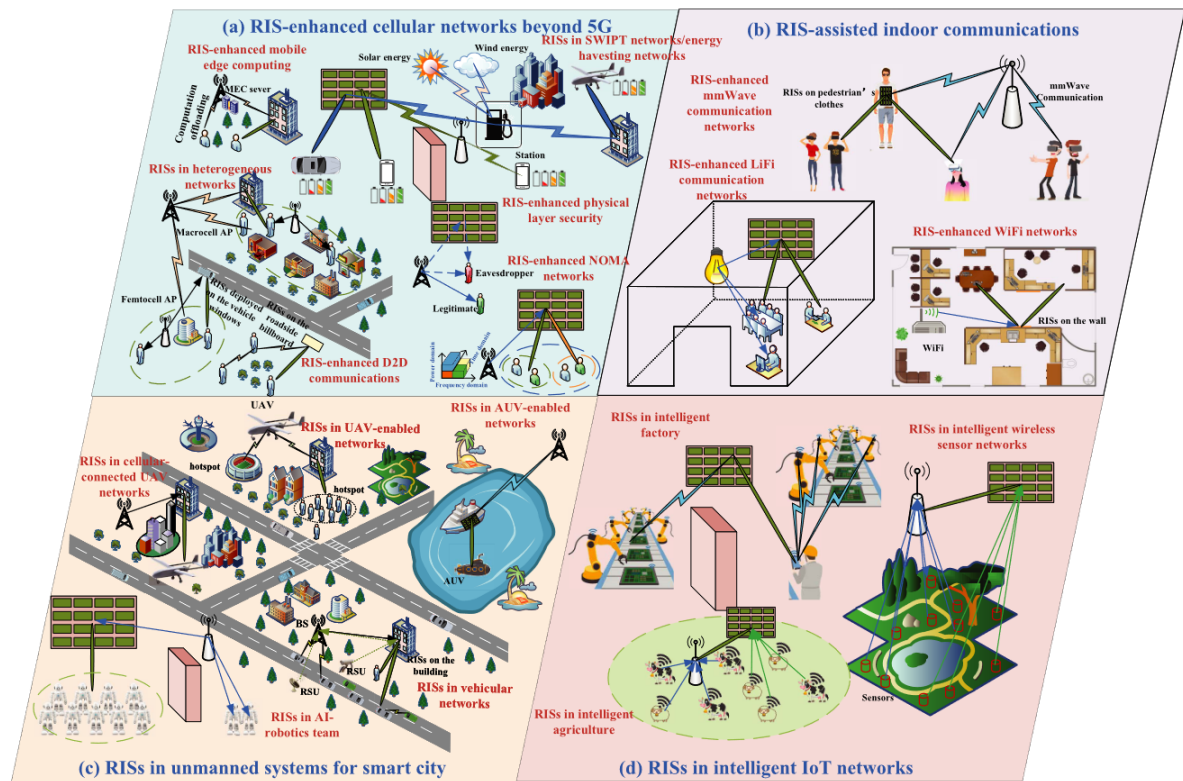 (a) RIS-enhanced cellular networks beyond 5G
RIS-enhanced mobile
edge computing
MEC sever
Computation
offloading
Solar energy
Wind energy
RISs in SWIPT networks/energy
havesting networks
Station
RISs in heterogeneous
networks
Macrocell AP
Femtocell AP
RISs deployed
on the vehicle
windows
RISs on the
roadside
billboard
RIS-enhanced D2D
communications
RIS-enhanced physical
layer security
Eavesdropper
Legitimate
RIS-enhanced NOMA
networks
Power domain
Time domain
Frequency domain
(b) RIS-assisted indoor communications
RIS-enhanced
mmWave
communication
networks
RISs on pedestrian's
clothes
mmWave
Communication
RIS-enhanced LiFi
communication
networks
RIS-enhanced WiFi networks
WiFi
RISs on the wall
UAV
hotspot
RISs in UAV-enabled
networks
hotspot
RISs in cellular-
connected UAV
networks
RISs in AUV-enabled
networks
AUV
BS
RSU
RSU
RISs on the
building
RISs in vehicular
networks
RISs in AI-
robotics team
(c) RISs in unmanned systems for smart city
RISs in intelligent
factory
RISs in intelligent wireless
sensor networks
Sensors
RISs in intelligent
agriculture
(d) RISs in intelligent IoT networks